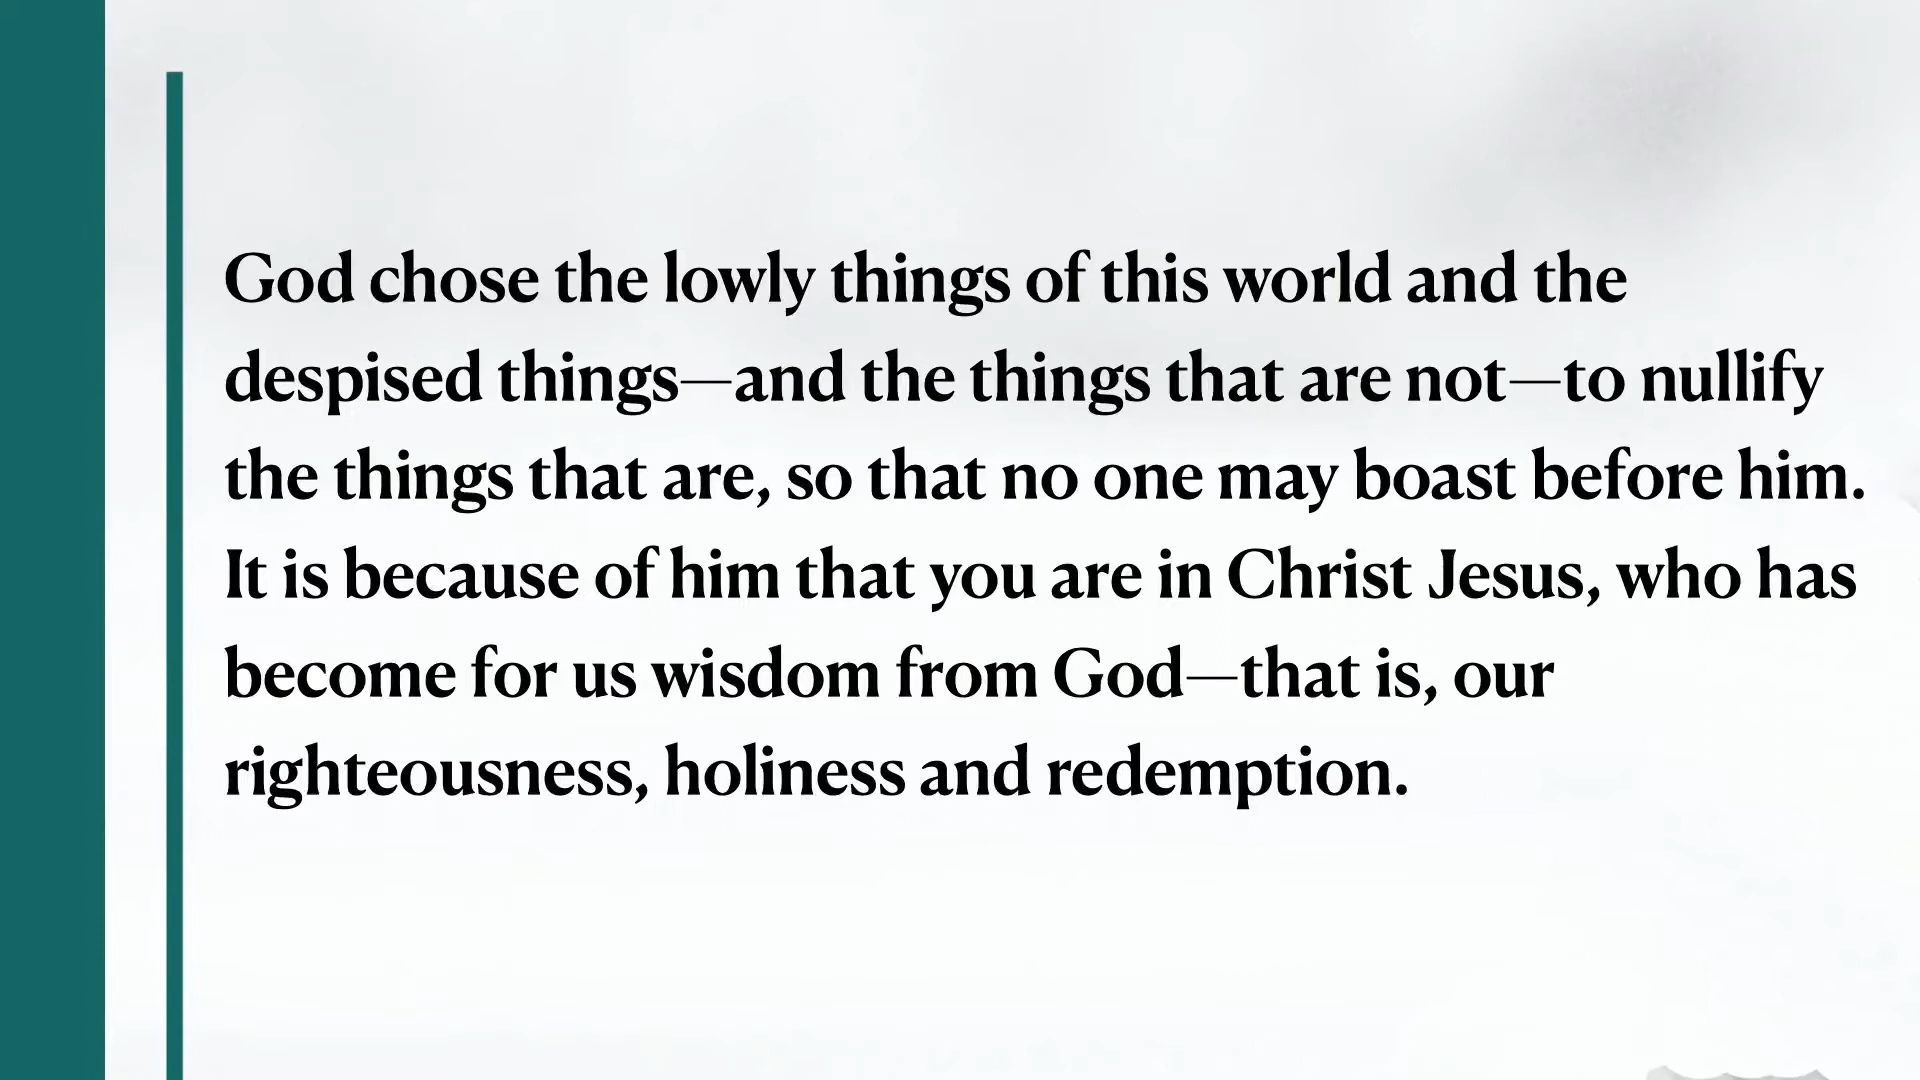 God chose the lowly things of this world and the
despised things—and the things that are not—to nullify
the things that are, so that no one may boast before him.
It is because of him that you are in Christ Jesus, who has
become for us wisdom from God—that is, our
righteousness, holiness and redemption.